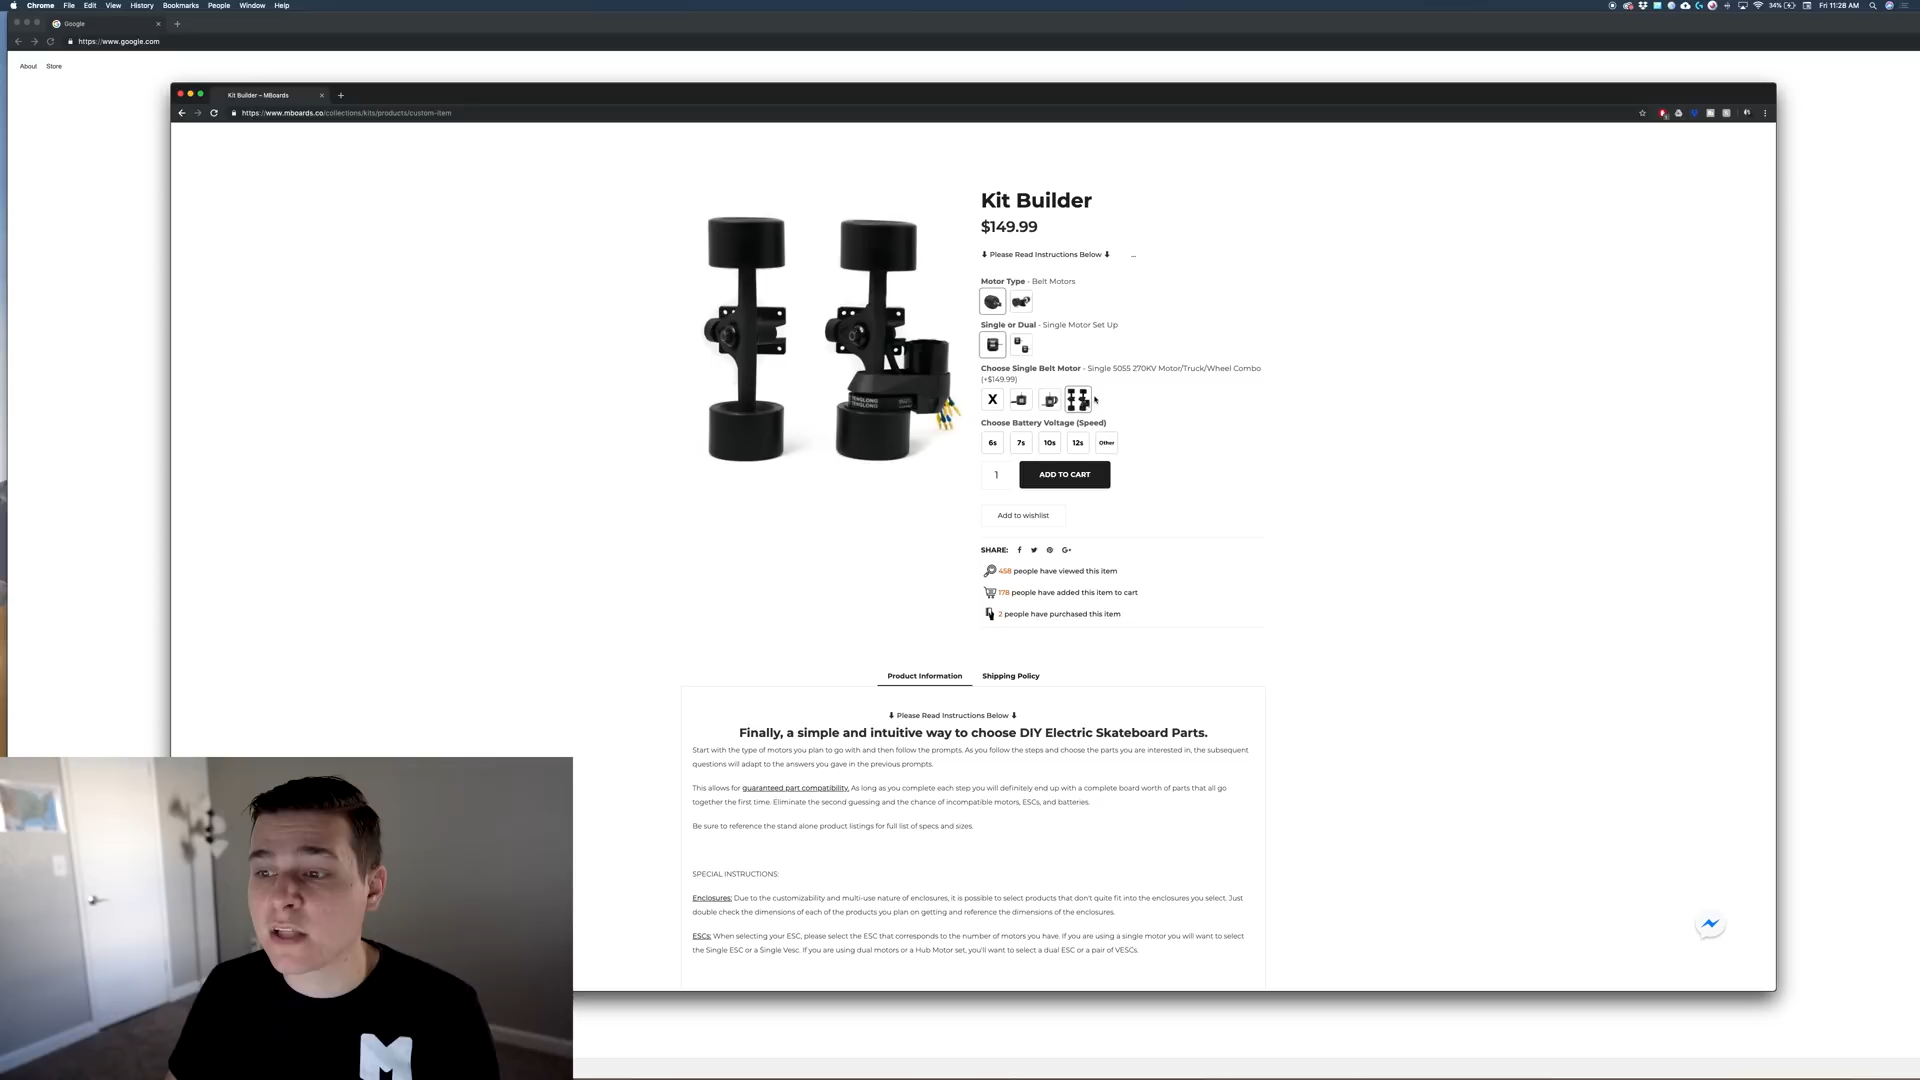 Chrome File Edit View History Bookmarks People Window Help
34% Fri 11:28 AM
Google
https://www.google.com
About Store
Kit Builder – MBoards
https://www.mboards.co/collections/kits/products/custom-item
Kit Builder
$149.99
⬇ Please Read Instructions Below ⬇ ...
Motor Type - Belt Motors
Single or Dual - Single Motor Set Up
Choose Single Belt Motor - Single 5055 270KV Motor/Truck/Wheel Combo
(+$149.99)
X
Choose Battery Voltage (Speed)
6s 7s 10s 12s Other
1 ADD TO CART
Add to wishlist
SHARE:
458 people have viewed this item
178 people have added this item to cart
2 people have purchased this item
Product Information Shipping Policy
⬇ Please Read Instructions Below ⬇
Finally, a simple and intuitive way to choose DIY Electric Skateboard Parts.
Start with the type of motors you plan to go with and then follow the prompts. As you follow the steps and choose the parts you are interested in, the subsequent
questions will adapt to the answers you gave in the previous prompts.
This allows for guaranteed part compatibility. As long as you complete each step you will definitely end up with a complete board worth of parts that all go
together the first time. Eliminate the second guessing and the chance of incompatible motors, ESCs, and batteries.
Be sure to reference the stand alone product listings for full list of specs and sizes.
SPECIAL INSTRUCTIONS:
Enclosures: Due to the customizability and multi-use nature of enclosures, it is possible to select products that don't quite fit into the enclosures you select. Just
double check the dimensions of each of the products you plan on getting and reference the dimensions of the enclosures.
ESCs: When selecting your ESC, please select the ESC that corresponds to the number of motors you have. If you are using a single motor you will want to select
the Single ESC or a Single Vesc. If you are using dual motors or a Hub Motor set, you'll want to select a dual ESC or a pair of VESCs.
M